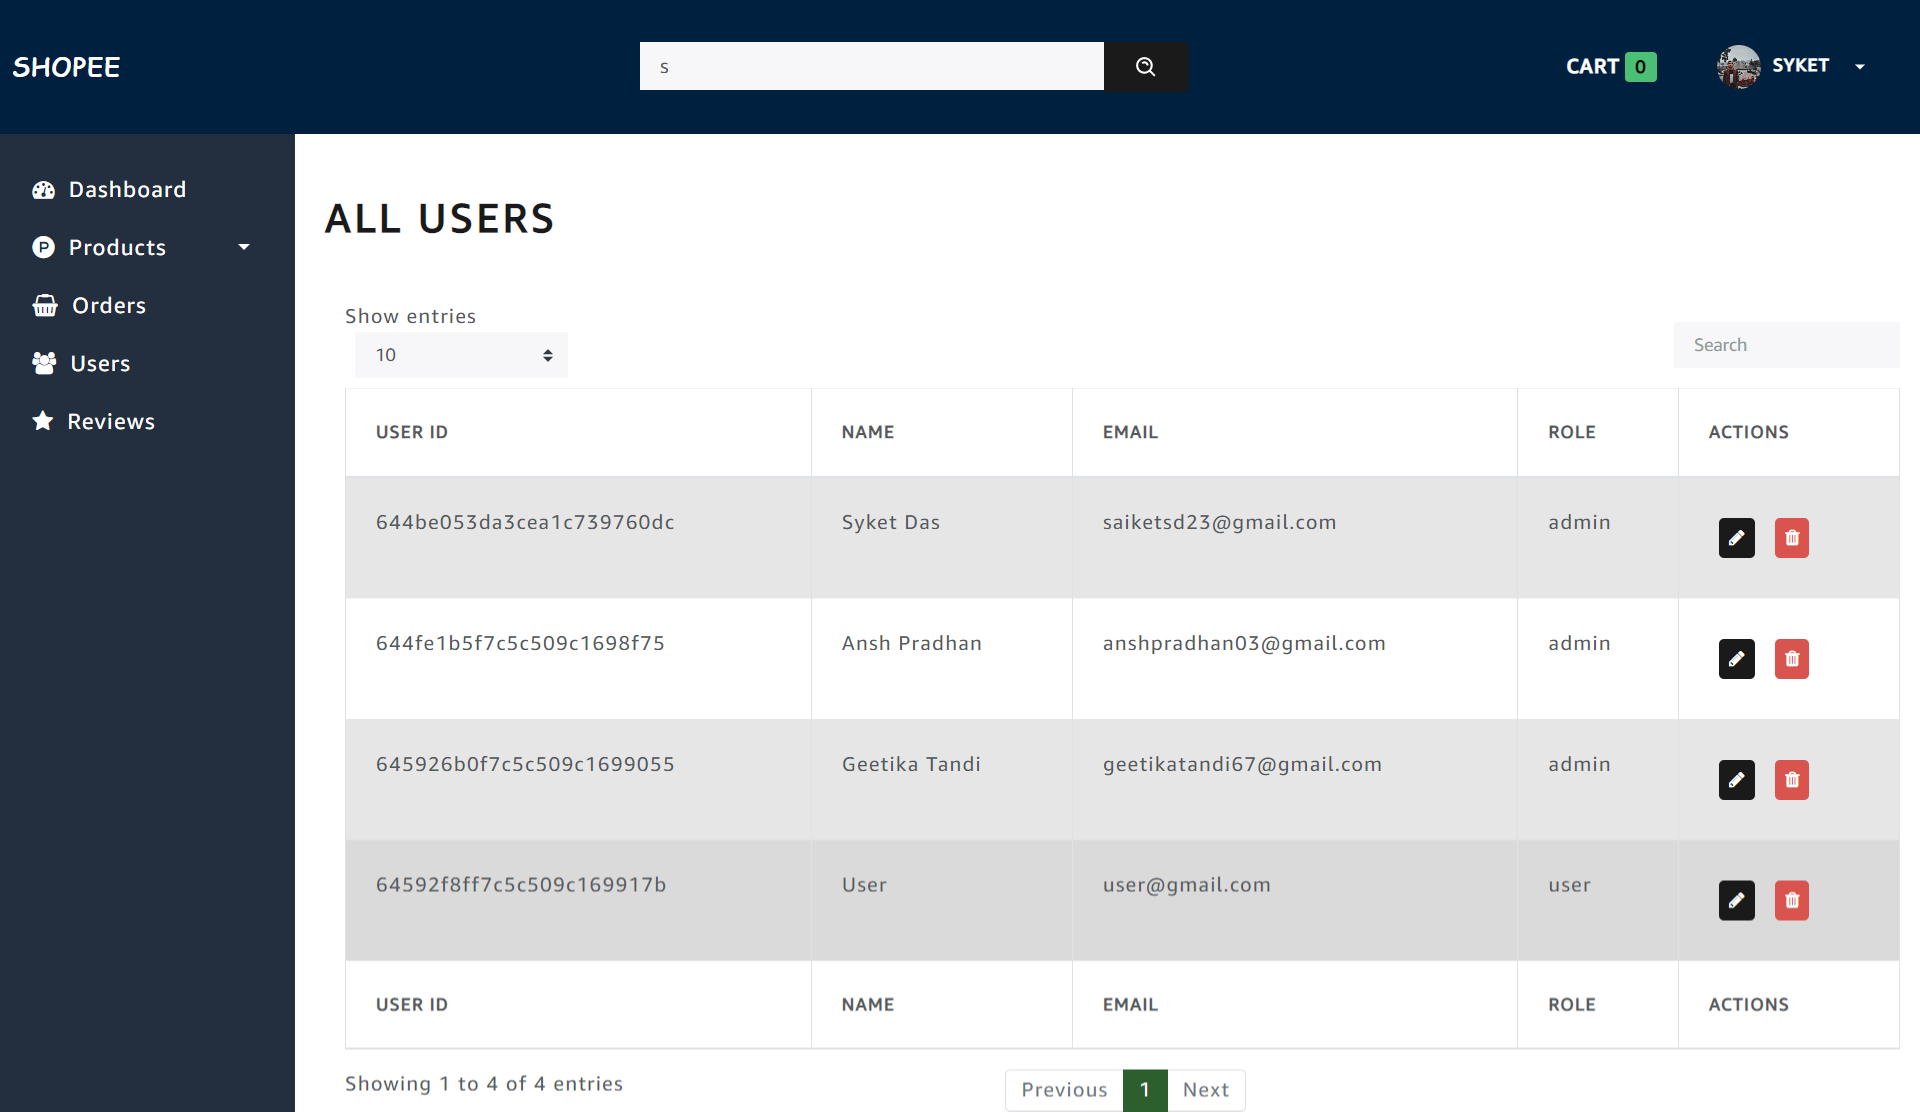 SHOPEE
s
CART 0
SYKET
Dashboard
Products
Orders
Users
Reviews
ALL USERS
Show entries
10
Search
USER ID NAME EMAIL ROLE ACTIONS
644be053da3cea1c739760dc Syket Das saiketsd23@gmail.com admin
644fe1b5f7c5c509c1698f75 Ansh Pradhan anshpradhan03@gmail.com admin
645926b0f7c5c509c1699055 Geetika Tandi geetikatandi67@gmail.com admin
64592f8ff7c5c509c169917b User user@gmail.com user
USER ID NAME EMAIL ROLE ACTIONS
Showing 1 to 4 of 4 entries
Previous 1 Next